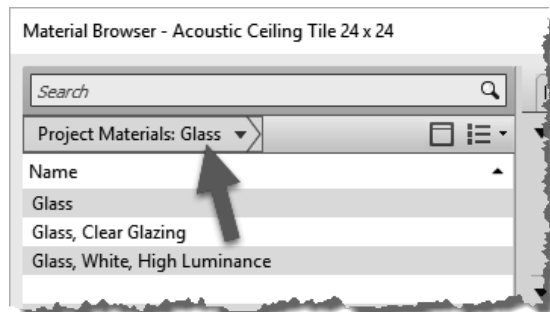 Material Browser - Acoustic Ceiling Tile 24 x 24
Search
Project Materials: Glass
Name
Glass
Glass, Clear Glazing
Glass, White, High Luminance